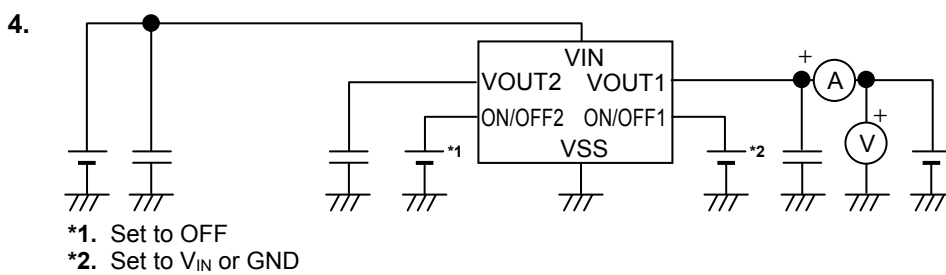 4.
VIN
VOUT2 VOUT1
+ A
ON/OFF2 ON/OFF1
+
V
*1 *2
VSS
*1. Set to OFF
*2. Set to VIN or GND